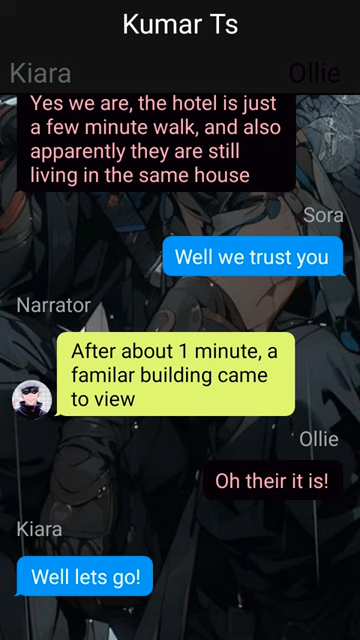 Kumar Ts
Kiara
Ollie
Yes we are, the hotel is just
a few minute walk, and also
apparently they are still
living in the same house
Sora
Well we trust you
Narrator
After about 1 minute, a
familar building came
to view
Ollie
Oh their it is!
Kiara
Well lets go!